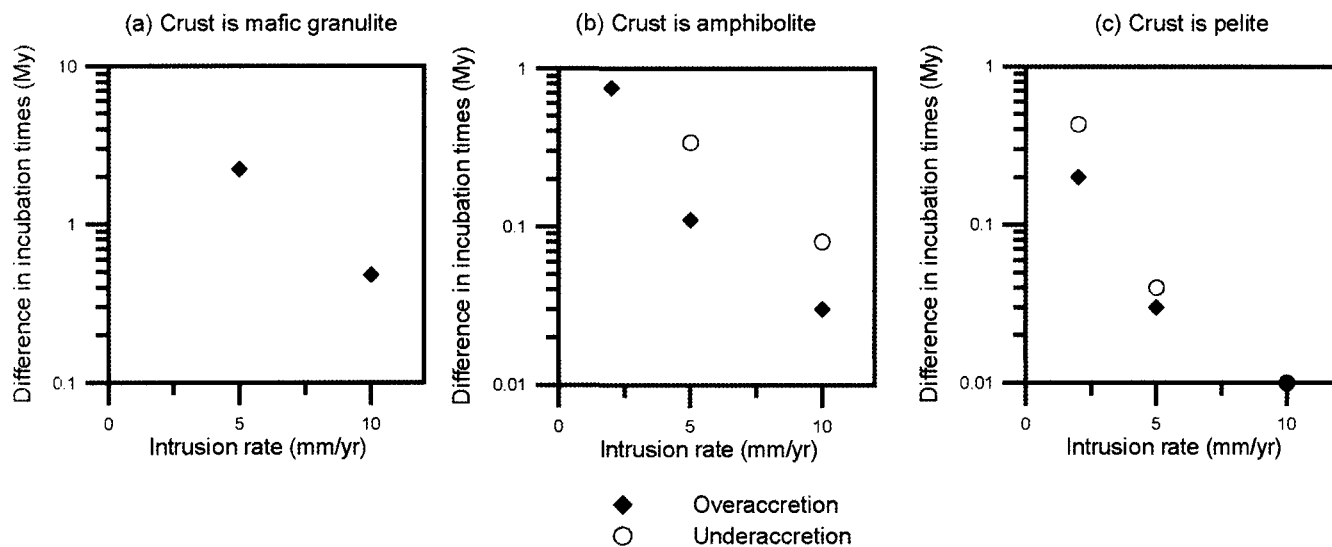 (a) Crust is mafic granulite
Difference in incubation times (My)
10
1
0.1
0
5
10
Intrusion rate (mm/yr)
(b) Crust is amphibolite
Difference in incubation times (My)
1
0.1
0.01
0
5
10
Intrusion rate (mm/yr)
(c) Crust is pelite
Difference in incubation times (My)
1
0.1
0.01
0
5
10
Intrusion rate (mm/yr)
Overaccretion
Underaccretion